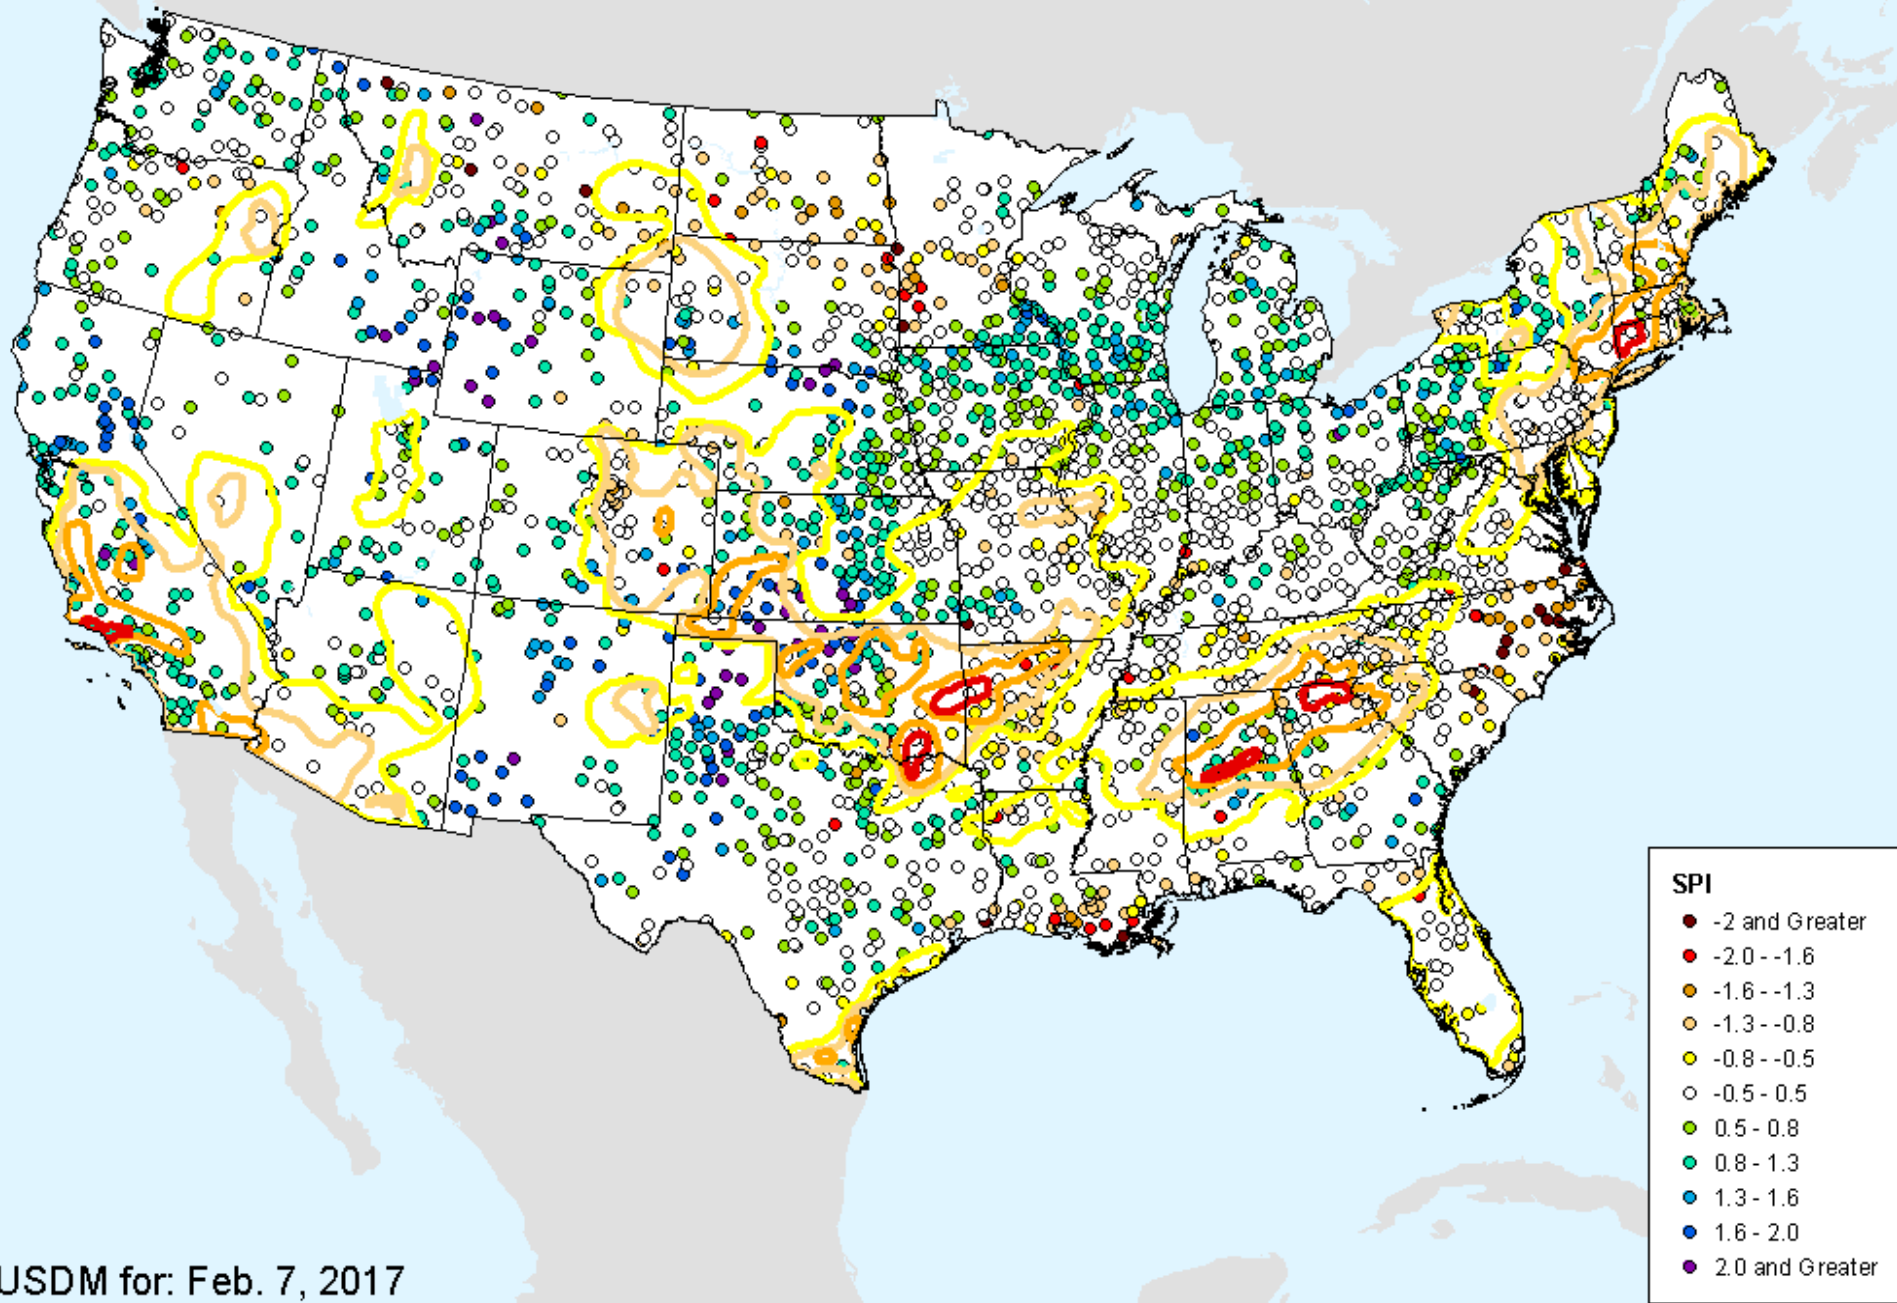 SPI
-2 and Greater
-2.0 - -1.6
-1.6 - -1.3
-1.3 - -0.8
-0.8 - -0.5
-0.5 - 0.5
0.5 - 0.8
0.8 - 1.3
1.3 - 1.6
1.6 - 2.0
2.0 and Greater
USDM for: Feb. 7, 2017